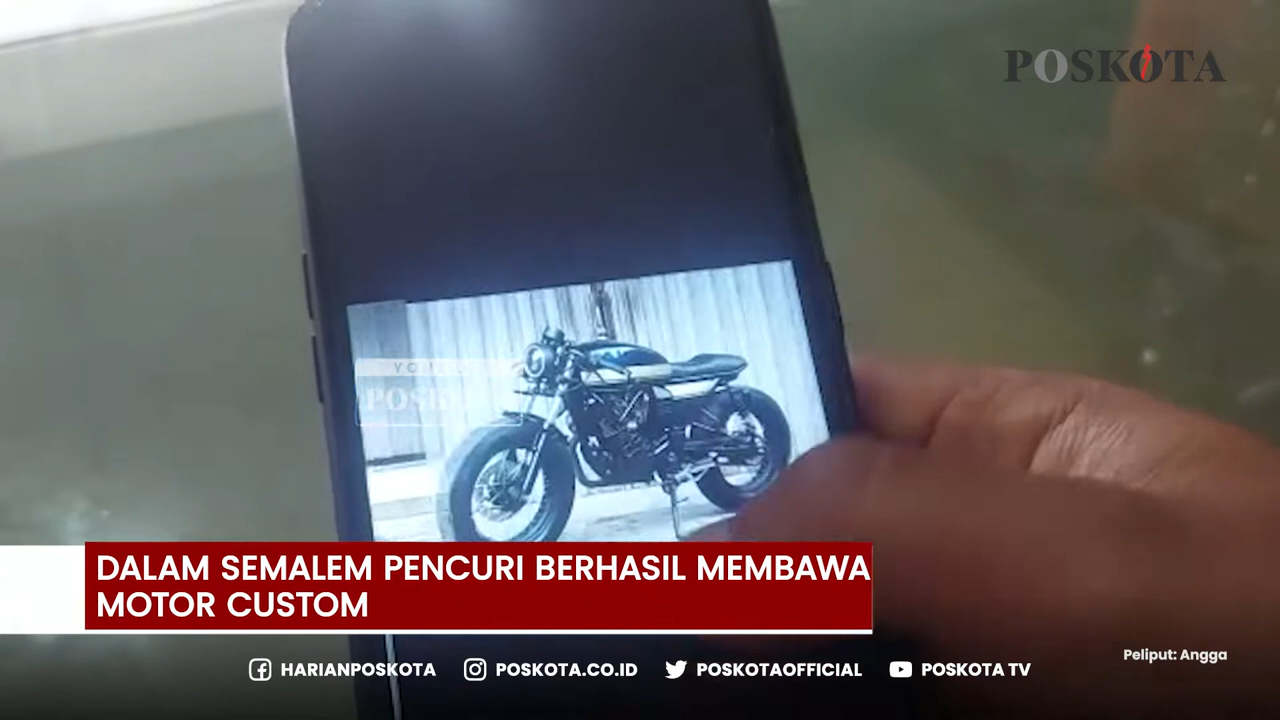 POSKOTA
DALAM SEMALEM PENCURI BERHASIL MEMBAWA
MOTOR CUSTOM
Peliput: Angga
HARIANPOSKOTA
POSKOTA.CO.ID
POSKOTAOFFICIAL
POSKOTA TV